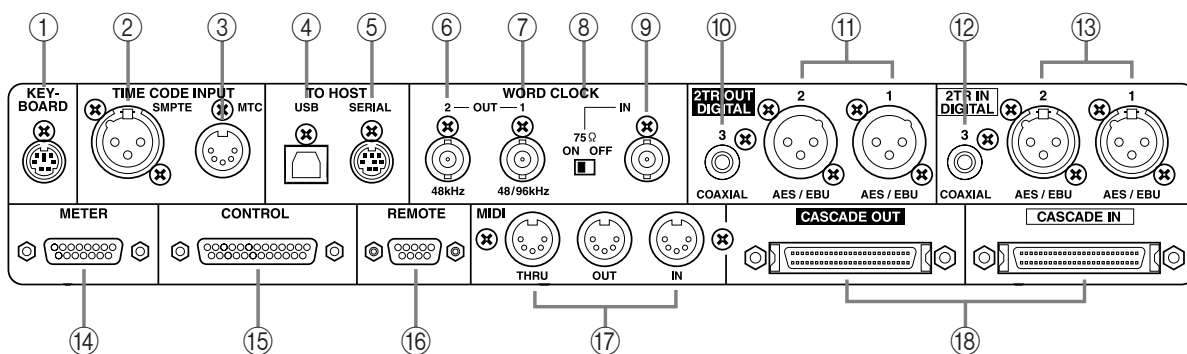 ① ② ③ ④ ⑤ ⑥ ⑦ ⑧ ⑨ ⑩ ⑪ ⑫ ⑬
KEY-
BOARD
TIME CODE INPUT
SMPTE
MTC
TO HOST
USB
SERIAL
WORD CLOCK
2 — OUT — 1
IN
75Ω
ON OFF
48kHz
48/96kHz
2TR OUT
DIGITAL
3
COAXIAL
2
AES / EBU
1
AES / EBU
2TR IN
DIGITAL
3
COAXIAL
2
AES / EBU
1
AES / EBU
METER
CONTROL
REMOTE
MIDI
THRU
OUT
IN
CASCADE OUT
CASCADE IN
⑭ ⑮ ⑯ ⑰ ⑱